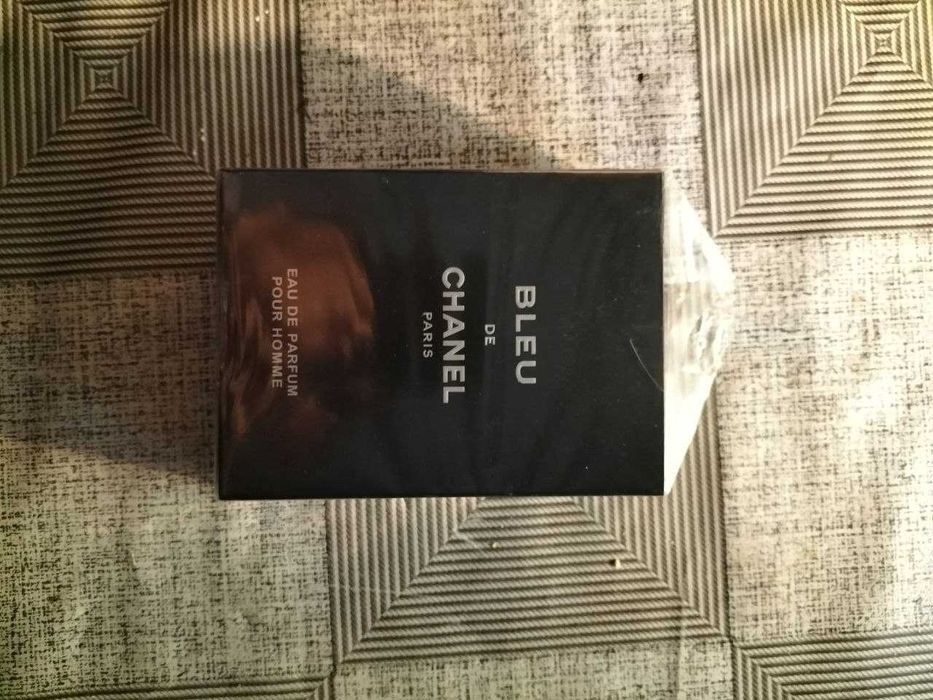 BLEU
DE
CHANEL
PARIS
EAU DE PARFUM
POUR HOMME